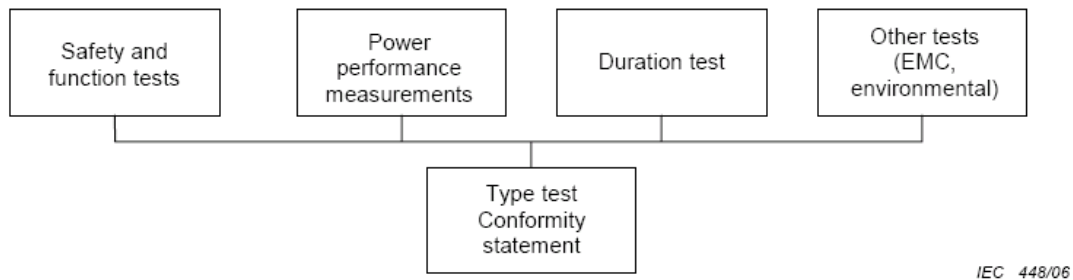 Safety and
function tests
Power
performance
measurements
Duration test
Other tests
(EMC,
environmental)
Type test
Conformity
statement
IEC 448/06